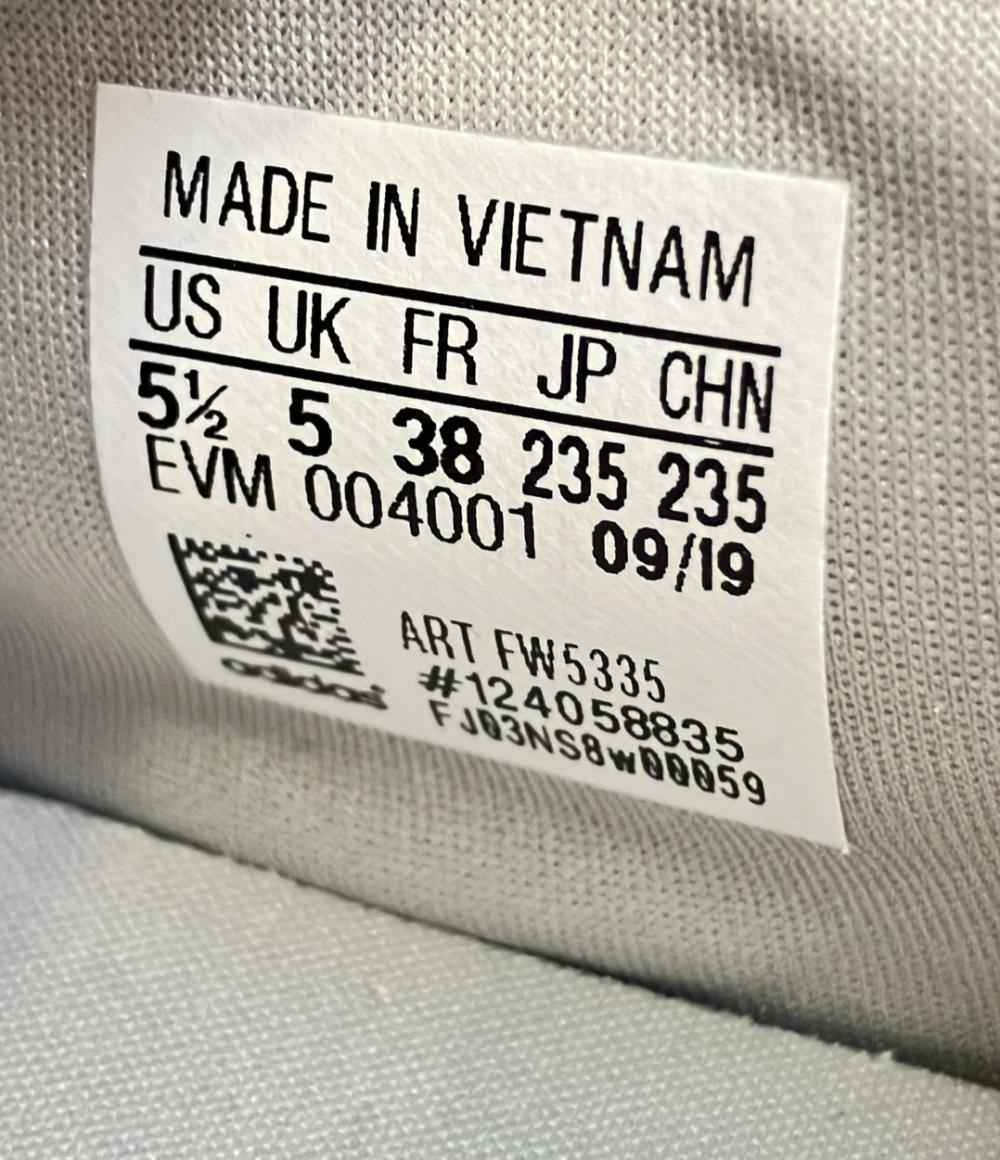 MADE IN VIETNAM
US UK FR JP CHN
5½ 5 38 235 235
EVM 004001 09/19
ART FW5335
#124058835
FJ03NS8w00059
adidas